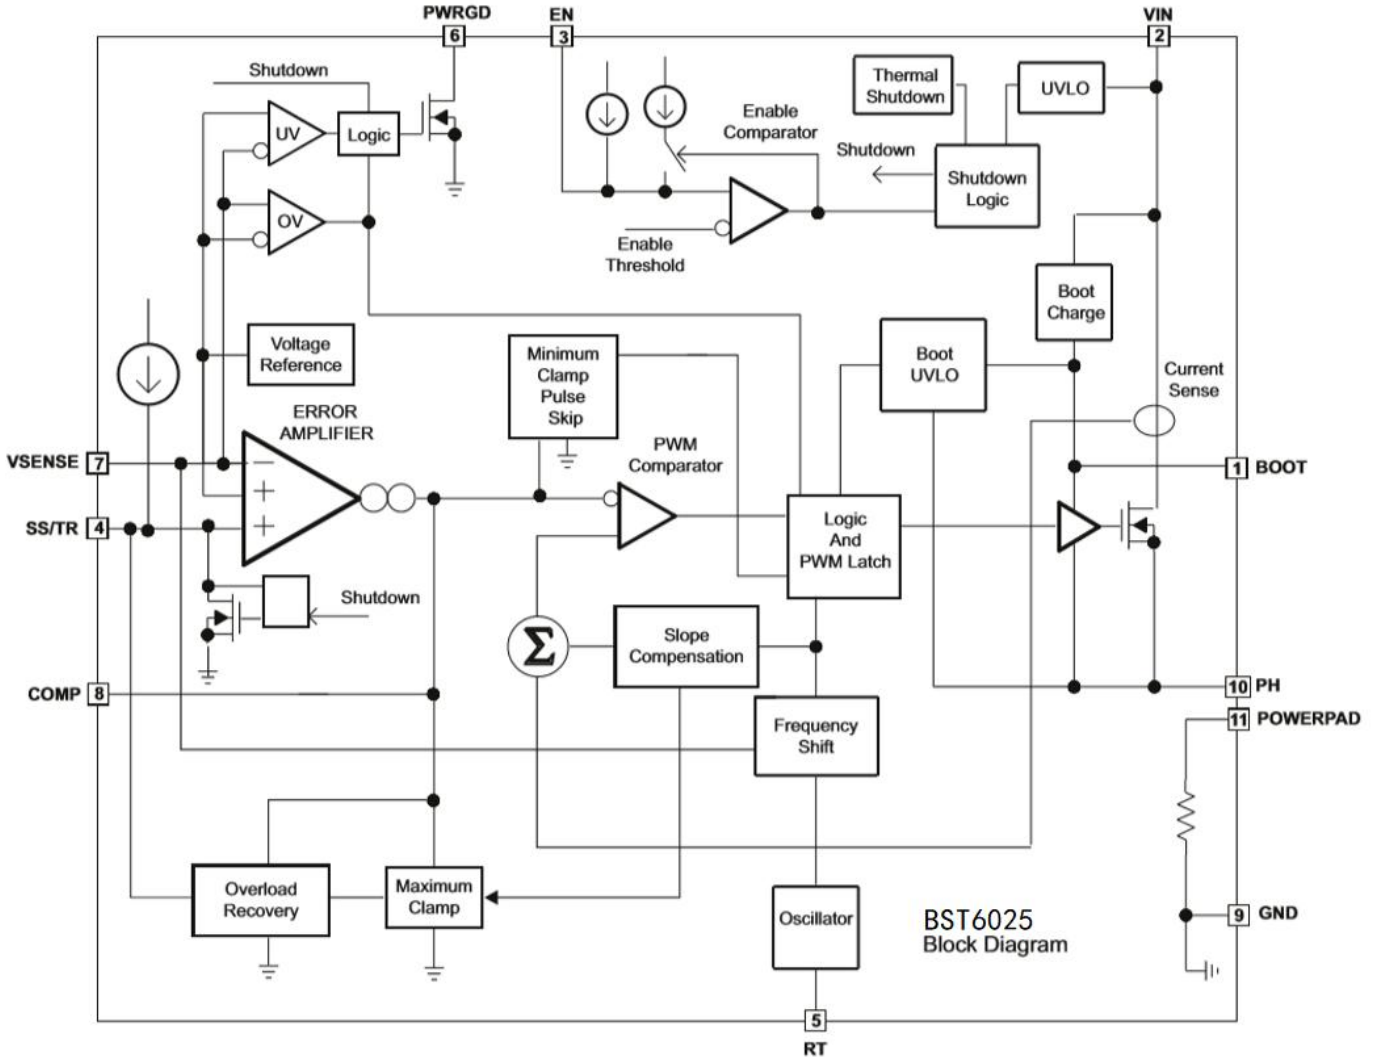 PWRGD
EN
VIN
6
3
2
Shutdown
Thermal
Shutdown
UVLO
UV
Logic
Enable
Comparator
Shutdown
Shutdown
Logic
OV
Enable
Threshold
Boot
Charge
Voltage
Reference
Minimum
Clamp
Pulse
Skip
Boot
UVLO
Current
Sense
ERROR
AMPLIFIER
PWM
Comparator
VSENSE
7
−
1
BOOT
+
SS/TR
4
+
Logic
And
PWM Latch
Shutdown
Σ
Slope
Compensation
COMP
8
10
PH
11
POWERPAD
Frequency
Shift
Overload
Recovery
Maximum
Clamp
Oscillator
BST6025
Block Diagram
9
GND
5
RT